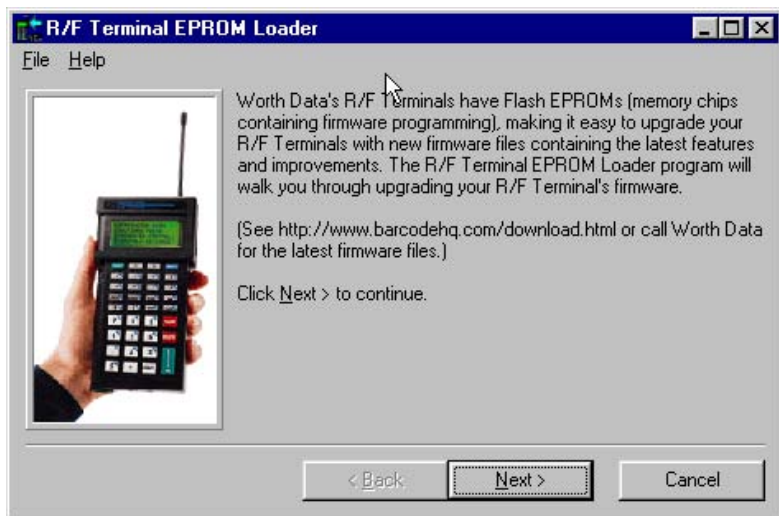 R/F Terminal EPROM Loader
File Help
Worth Data's R/F Terminals have Flash EPROMs (memory chips
containing firmware programming), making it easy to upgrade your
R/F Terminals with new firmware files containing the latest features
and improvements. The R/F Terminal EPROM Loader program will
walk you through upgrading your R/F Terminal's firmware.
(See http://www.barcodehq.com/download.html or call Worth Data
for the latest firmware files.)
Click Next > to continue.
< Back Next > Cancel